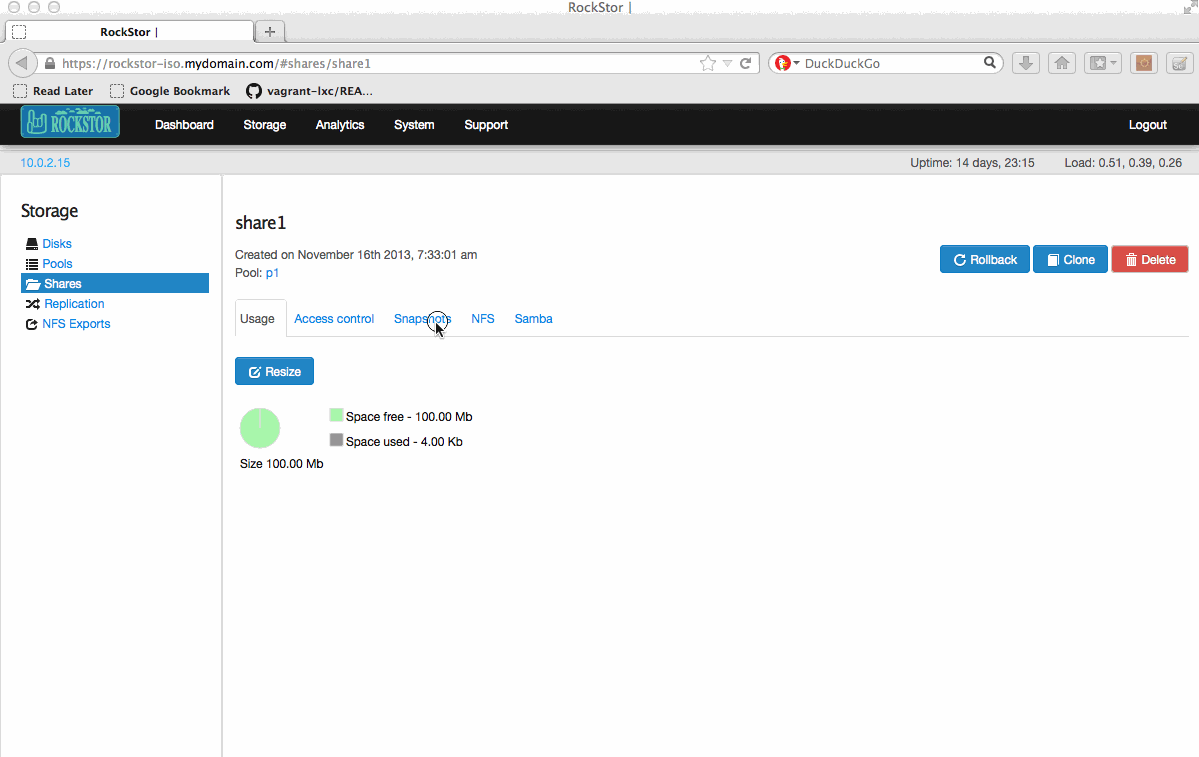 RockStor |
RockStor |
https://rockstor-iso.mydomain.com/#shares/share1
DuckDuckGo
Read Later
Google Bookmark
vagrant-lxc/REA...
ROCKSTOR
Dashboard
Storage
Analytics
System
Support
Logout
10.0.2.15
Uptime: 14 days, 23:15
Load: 0.51, 0.39, 0.26
Storage
Disks
Pools
Shares
Replication
NFS Exports
share1
Created on November 16th 2013, 7:33:01 am
Pool: p1
Rollback
Clone
Delete
Usage
Access control
Snapshots
NFS
Samba
Resize
Space free - 100.00 Mb
Space used - 4.00 Kb
Size 100.00 Mb